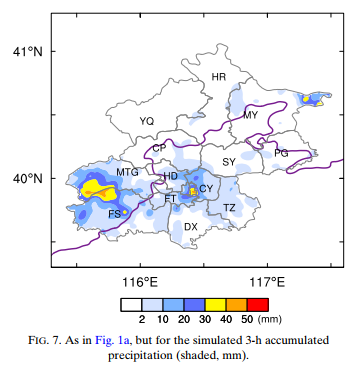 41°N
HR
MY
YQ
CP
PG
SY
MTG
HD
40°N
CY
FT
TZ
FS
DX
116°E 117°E
2 10 20 30 40 50 (mm)
FIG. 7. As in Fig. 1a, but for the simulated 3-h accumulated
precipitation (shaded, mm).